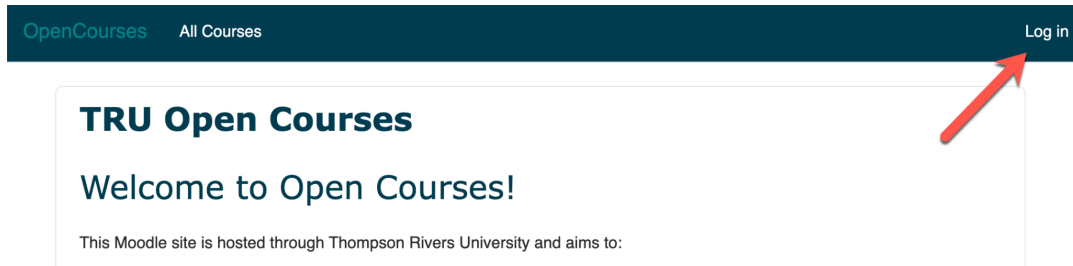 OpenCourses All Courses Log in
TRU Open Courses
Welcome to Open Courses!
This Moodle site is hosted through Thompson Rivers University and aims to: